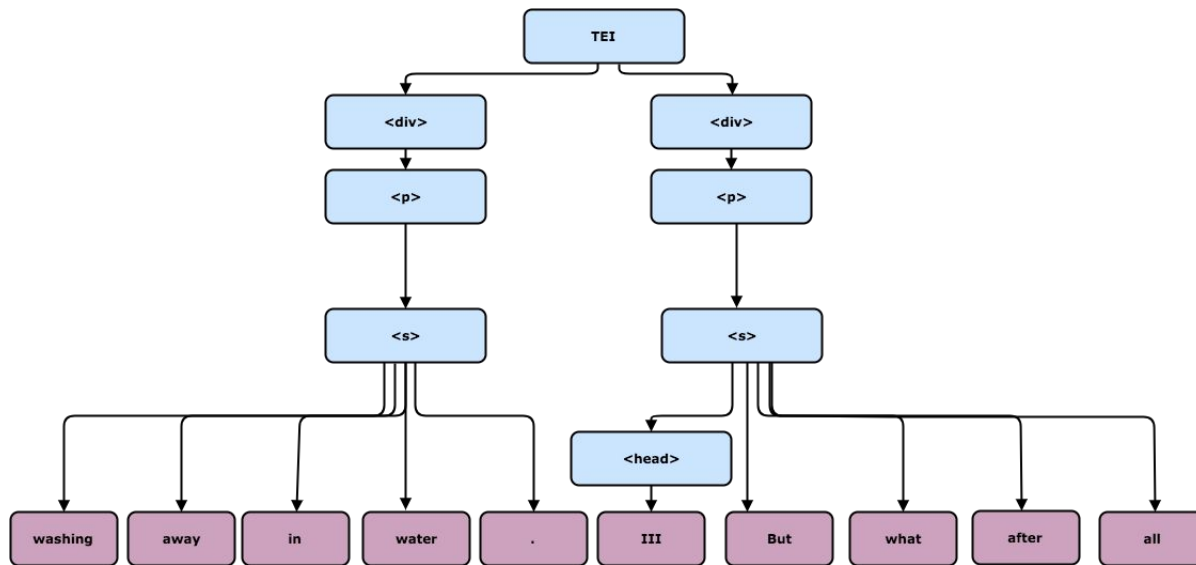 TEI
<div> <div>
<p> <p>
<s> <s>
<head>
washing away in water . III But what after all